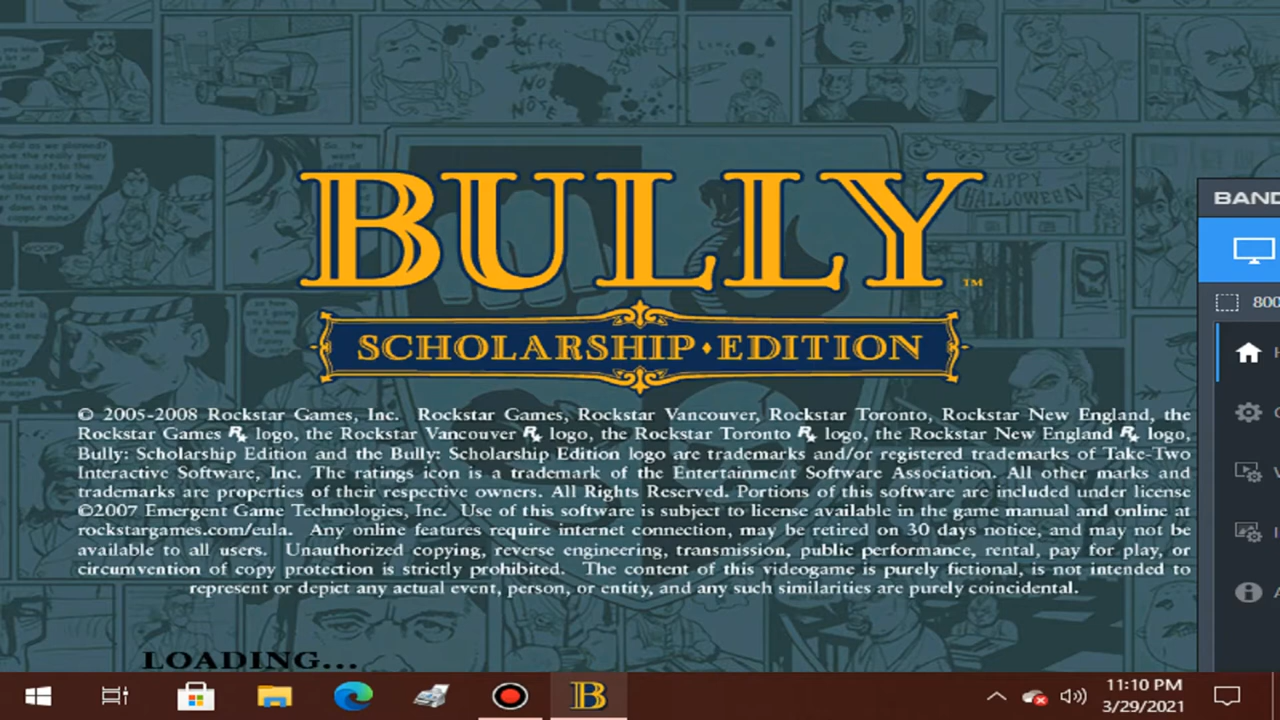 did as we planned?
So, he
went
HAPPY
HALLOWEEN
BULLY™
BAND
SCHOLARSHIP EDITION
800
© 2005-2008 Rockstar Games, Inc. Rockstar Games, Rockstar Vancouver, Rockstar Toronto, Rockstar New England, the
Rockstar Games logo, the Rockstar Vancouver logo, the Rockstar Toronto logo, the Rockstar New England logo,
Bully: Scholarship Edition and the Bully: Scholarship Edition logo are trademarks and/or registered trademarks of Take-Two
Interactive Software, Inc. The ratings icon is a trademark of the Entertainment Software Association. All other marks and
trademarks are properties of their respective owners. All Rights Reserved. Portions of this software are included under license
©2007 Emergent Game Technologies, Inc. Use of this software is subject to license available in the game manual and online at
rockstargames.com/eula. Any online features require internet connection, may be retired on 30 days notice, and may not be
available to all users. Unauthorized copying, reverse engineering, transmission, public performance, rental, pay for play, or
circumvention of copy protection is strictly prohibited. The content of this videogame is purely fictional, is not intended to
represent or depict any actual event, person, or entity, and any such similarities are purely coincidental.
LOADING...
B
11:10 PM
3/29/2021